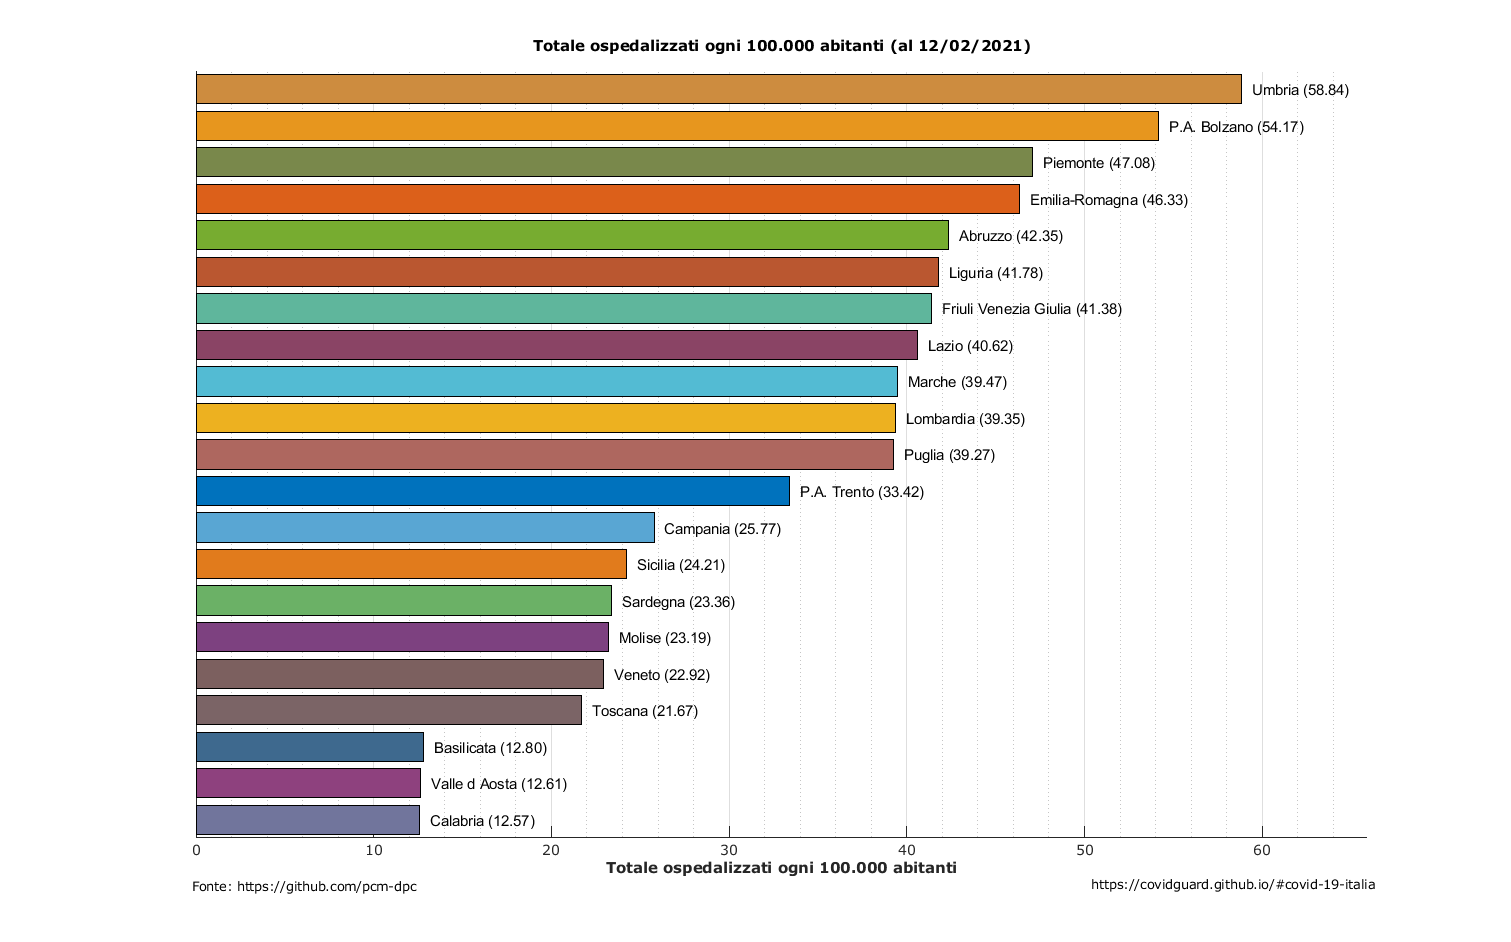 Totale ospedalizzati ogni 100.000 abitanti (al 12/02/2021)
Umbria (58.84)
P.A. Bolzano (54.17)
Piemonte (47.08)
Emilia-Romagna (46.33)
Abruzzo (42.35)
Liguria (41.78)
Friuli Venezia Giulia (41.38)
Lazio (40.62)
Marche (39.47)
Lombardia (39.35)
Puglia (39.27)
P.A. Trento (33.42)
Campania (25.77)
Sicilia (24.21)
Sardegna (23.36)
Molise (23.19)
Veneto (22.92)
Toscana (21.67)
Basilicata (12.80)
Valle d Aosta (12.61)
Calabria (12.57)
0 10 20 30 40 50 60
Totale ospedalizzati ogni 100.000 abitanti
Fonte: https://github.com/pcm-dpc
https://covidguard.github.io/#covid-19-italia